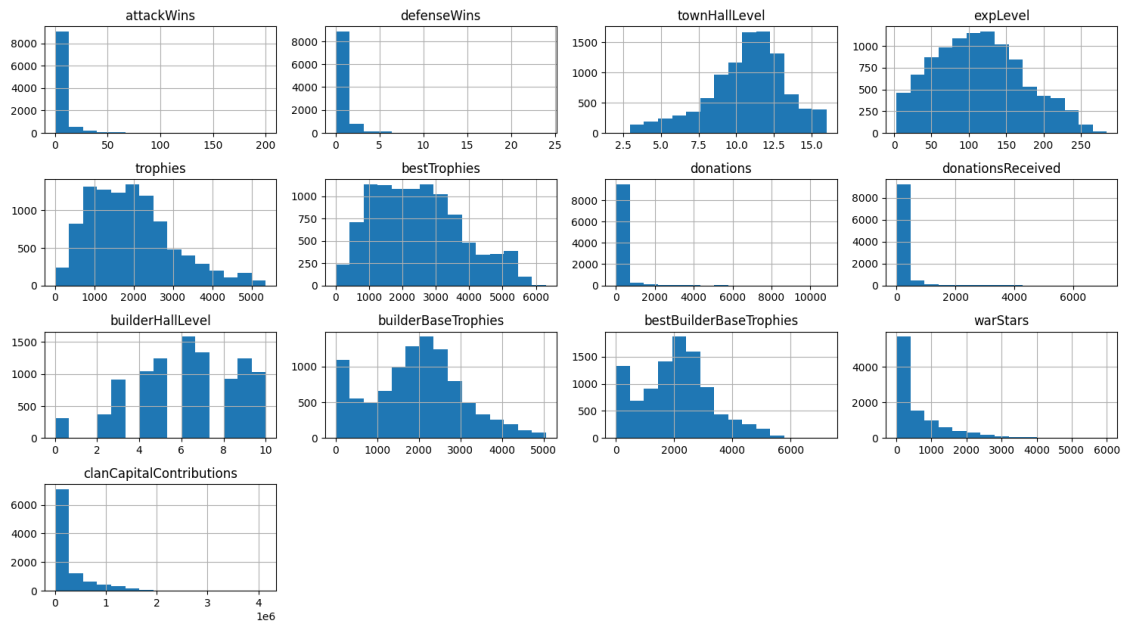 attackWins
8000
6000
4000
2000
0
0 50 100 150 200
defenseWins
8000
6000
4000
2000
0
0 5 10 15 20 25
townHallLevel
1500
1000
500
0
2.5 5.0 7.5 10.0 12.5 15.0
expLevel
1000
750
500
250
0
0 50 100 150 200 250
trophies
1000
500
0
0 1000 2000 3000 4000 5000
bestTrophies
1000
750
500
250
0
0 1000 2000 3000 4000 5000 6000
donations
8000
6000
4000
2000
0
0 2000 4000 6000 8000 10000
donationsReceived
8000
6000
4000
2000
0
0 2000 4000 6000
builderHallLevel
1500
1000
500
0
0 2 4 6 8 10
builderBaseTrophies
1000
500
0
0 1000 2000 3000 4000 5000
bestBuilderBaseTrophies
1500
1000
500
0
0 2000 4000 6000
warStars
4000
2000
0
0 1000 2000 3000 4000 5000 6000
clanCapitalContributions
6000
4000
2000
0
0 1 2 3 4
1e6